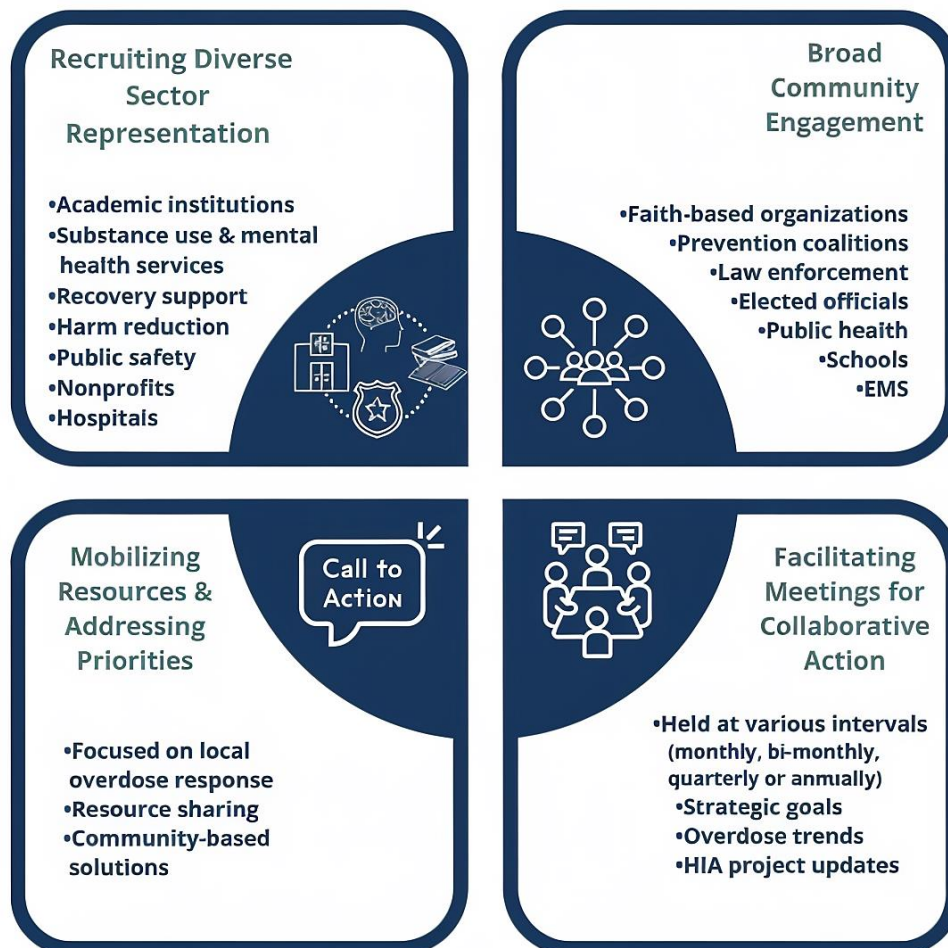 Recruiting Diverse
Sector
Representation
•Academic institutions
•Substance use & mental
health services
•Recovery support
•Harm reduction
•Public safety
•Nonprofits
•Hospitals
Broad
Community
Engagement
•Faith-based organizations
•Prevention coalitions
•Law enforcement
•Elected officials
•Public health
•Schools
•EMS
Mobilizing
Resources &
Addressing
Priorities
Call to
Action
•Focused on local
overdose response
•Resource sharing
•Community-based
solutions
Facilitating
Meetings for
Collaborative
Action
•Held at various intervals
(monthly, bi-monthly,
quarterly or annually)
•Strategic goals
•Overdose trends
•HIA project updates